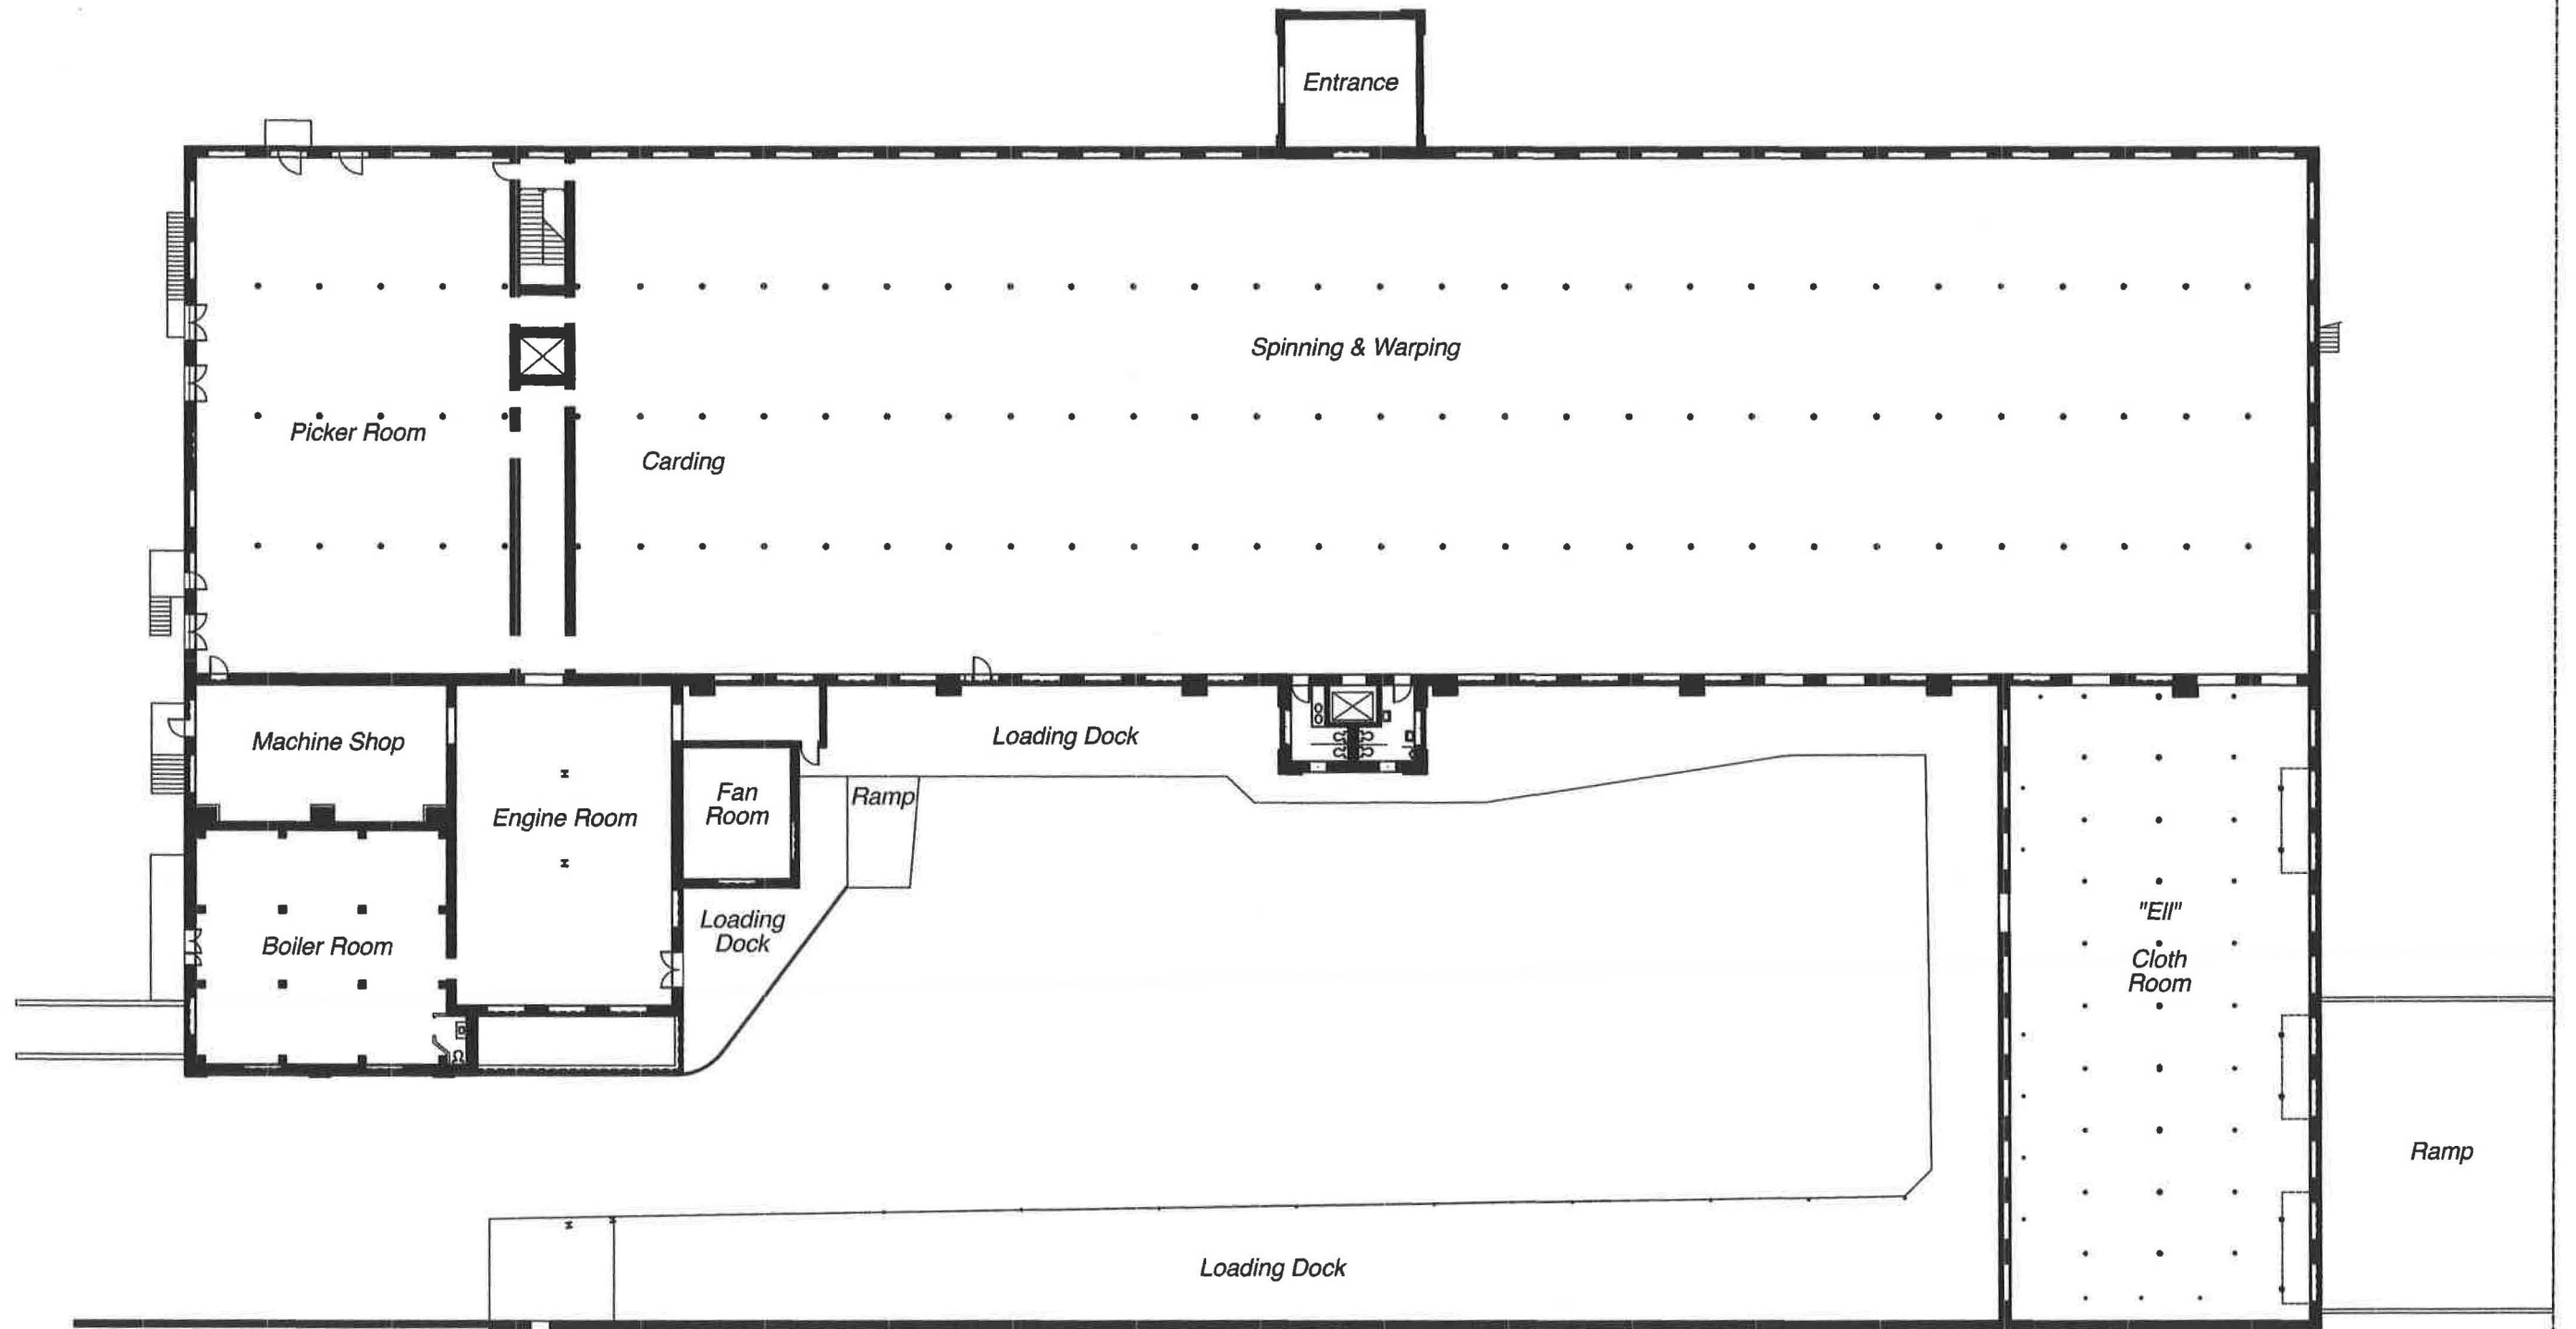 Entrance
Spinning & Warping
Picker Room
Carding
Machine Shop
Loading Dock
Fan
Room
Ramp
Engine Room
Loading
Dock
Boiler Room
"Ell"
Cloth
Room
Ramp
Loading Dock